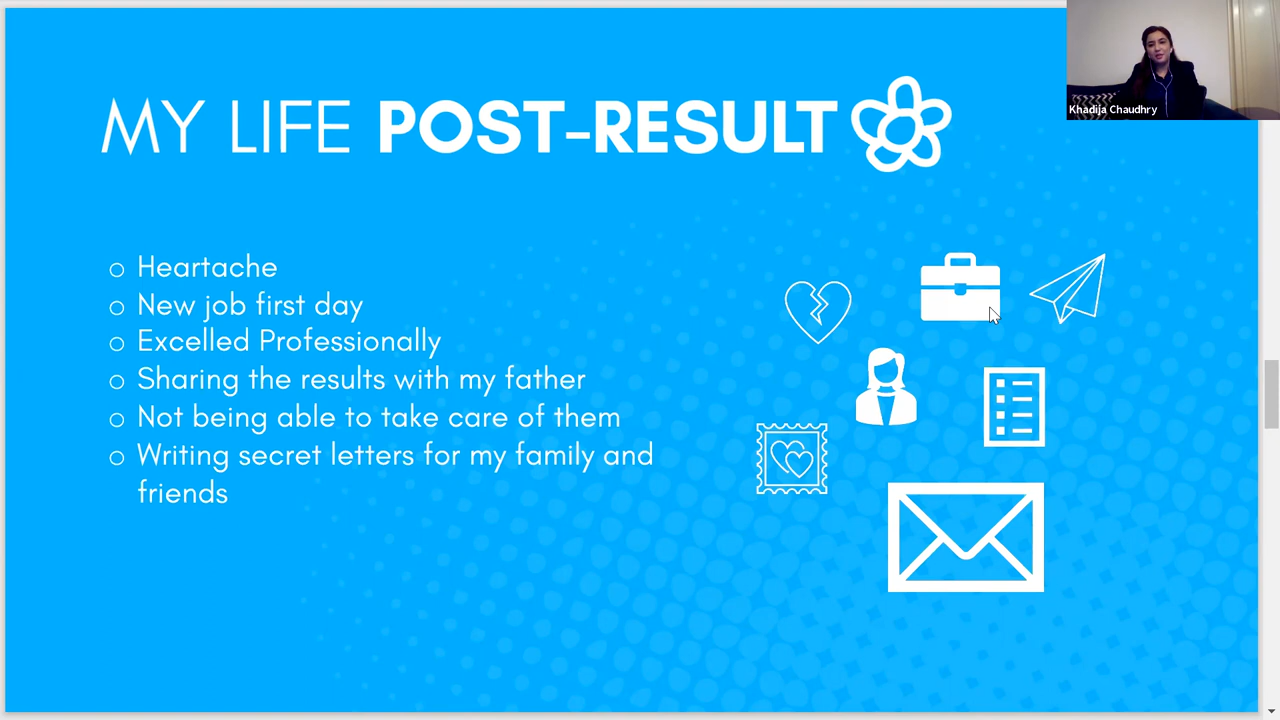 Khadija Chaudhry
MY LIFE POST-RESULT
o Heartache
o New job first day
o Excelled Professionally
o Sharing the results with my father
o Not being able to take care of them
o Writing secret letters for my family and
friends